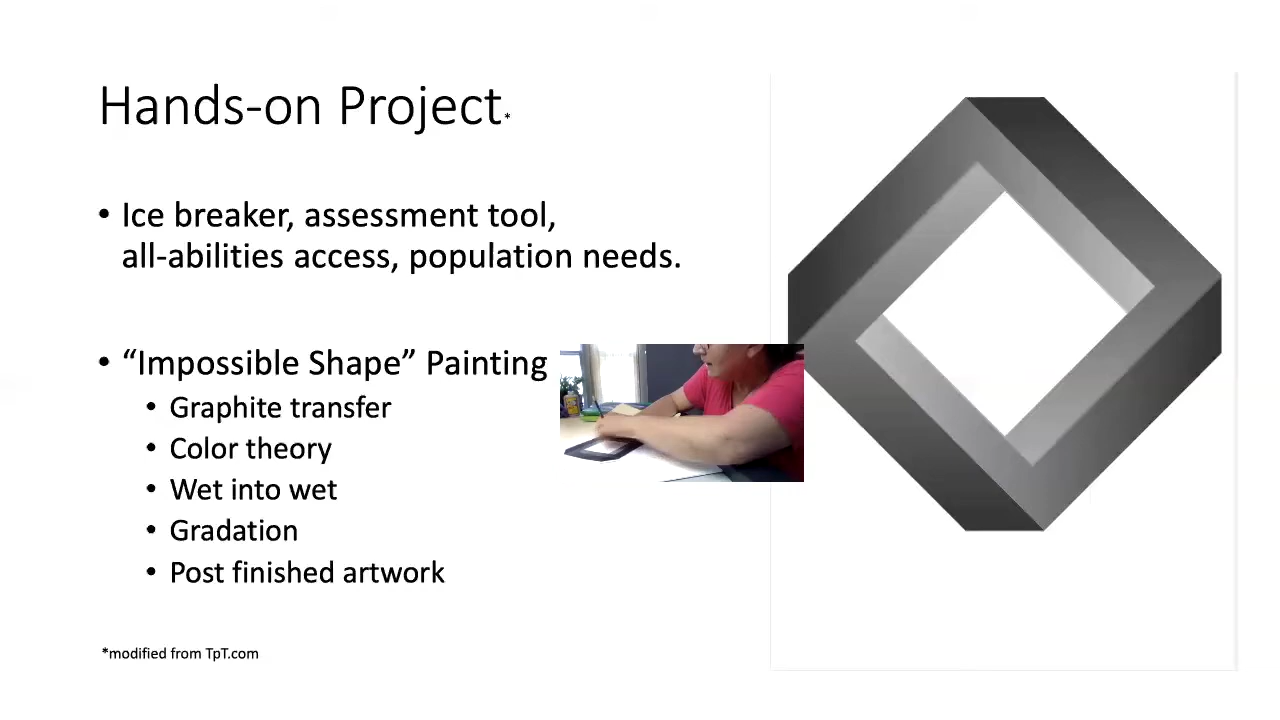 Hands-on Project*
• Ice breaker, assessment tool,
all-abilities access, population needs.
• “Impossible Shape” Painting
• Graphite transfer
• Color theory
• Wet into wet
• Gradation
• Post finished artwork
*modified from TpT.com